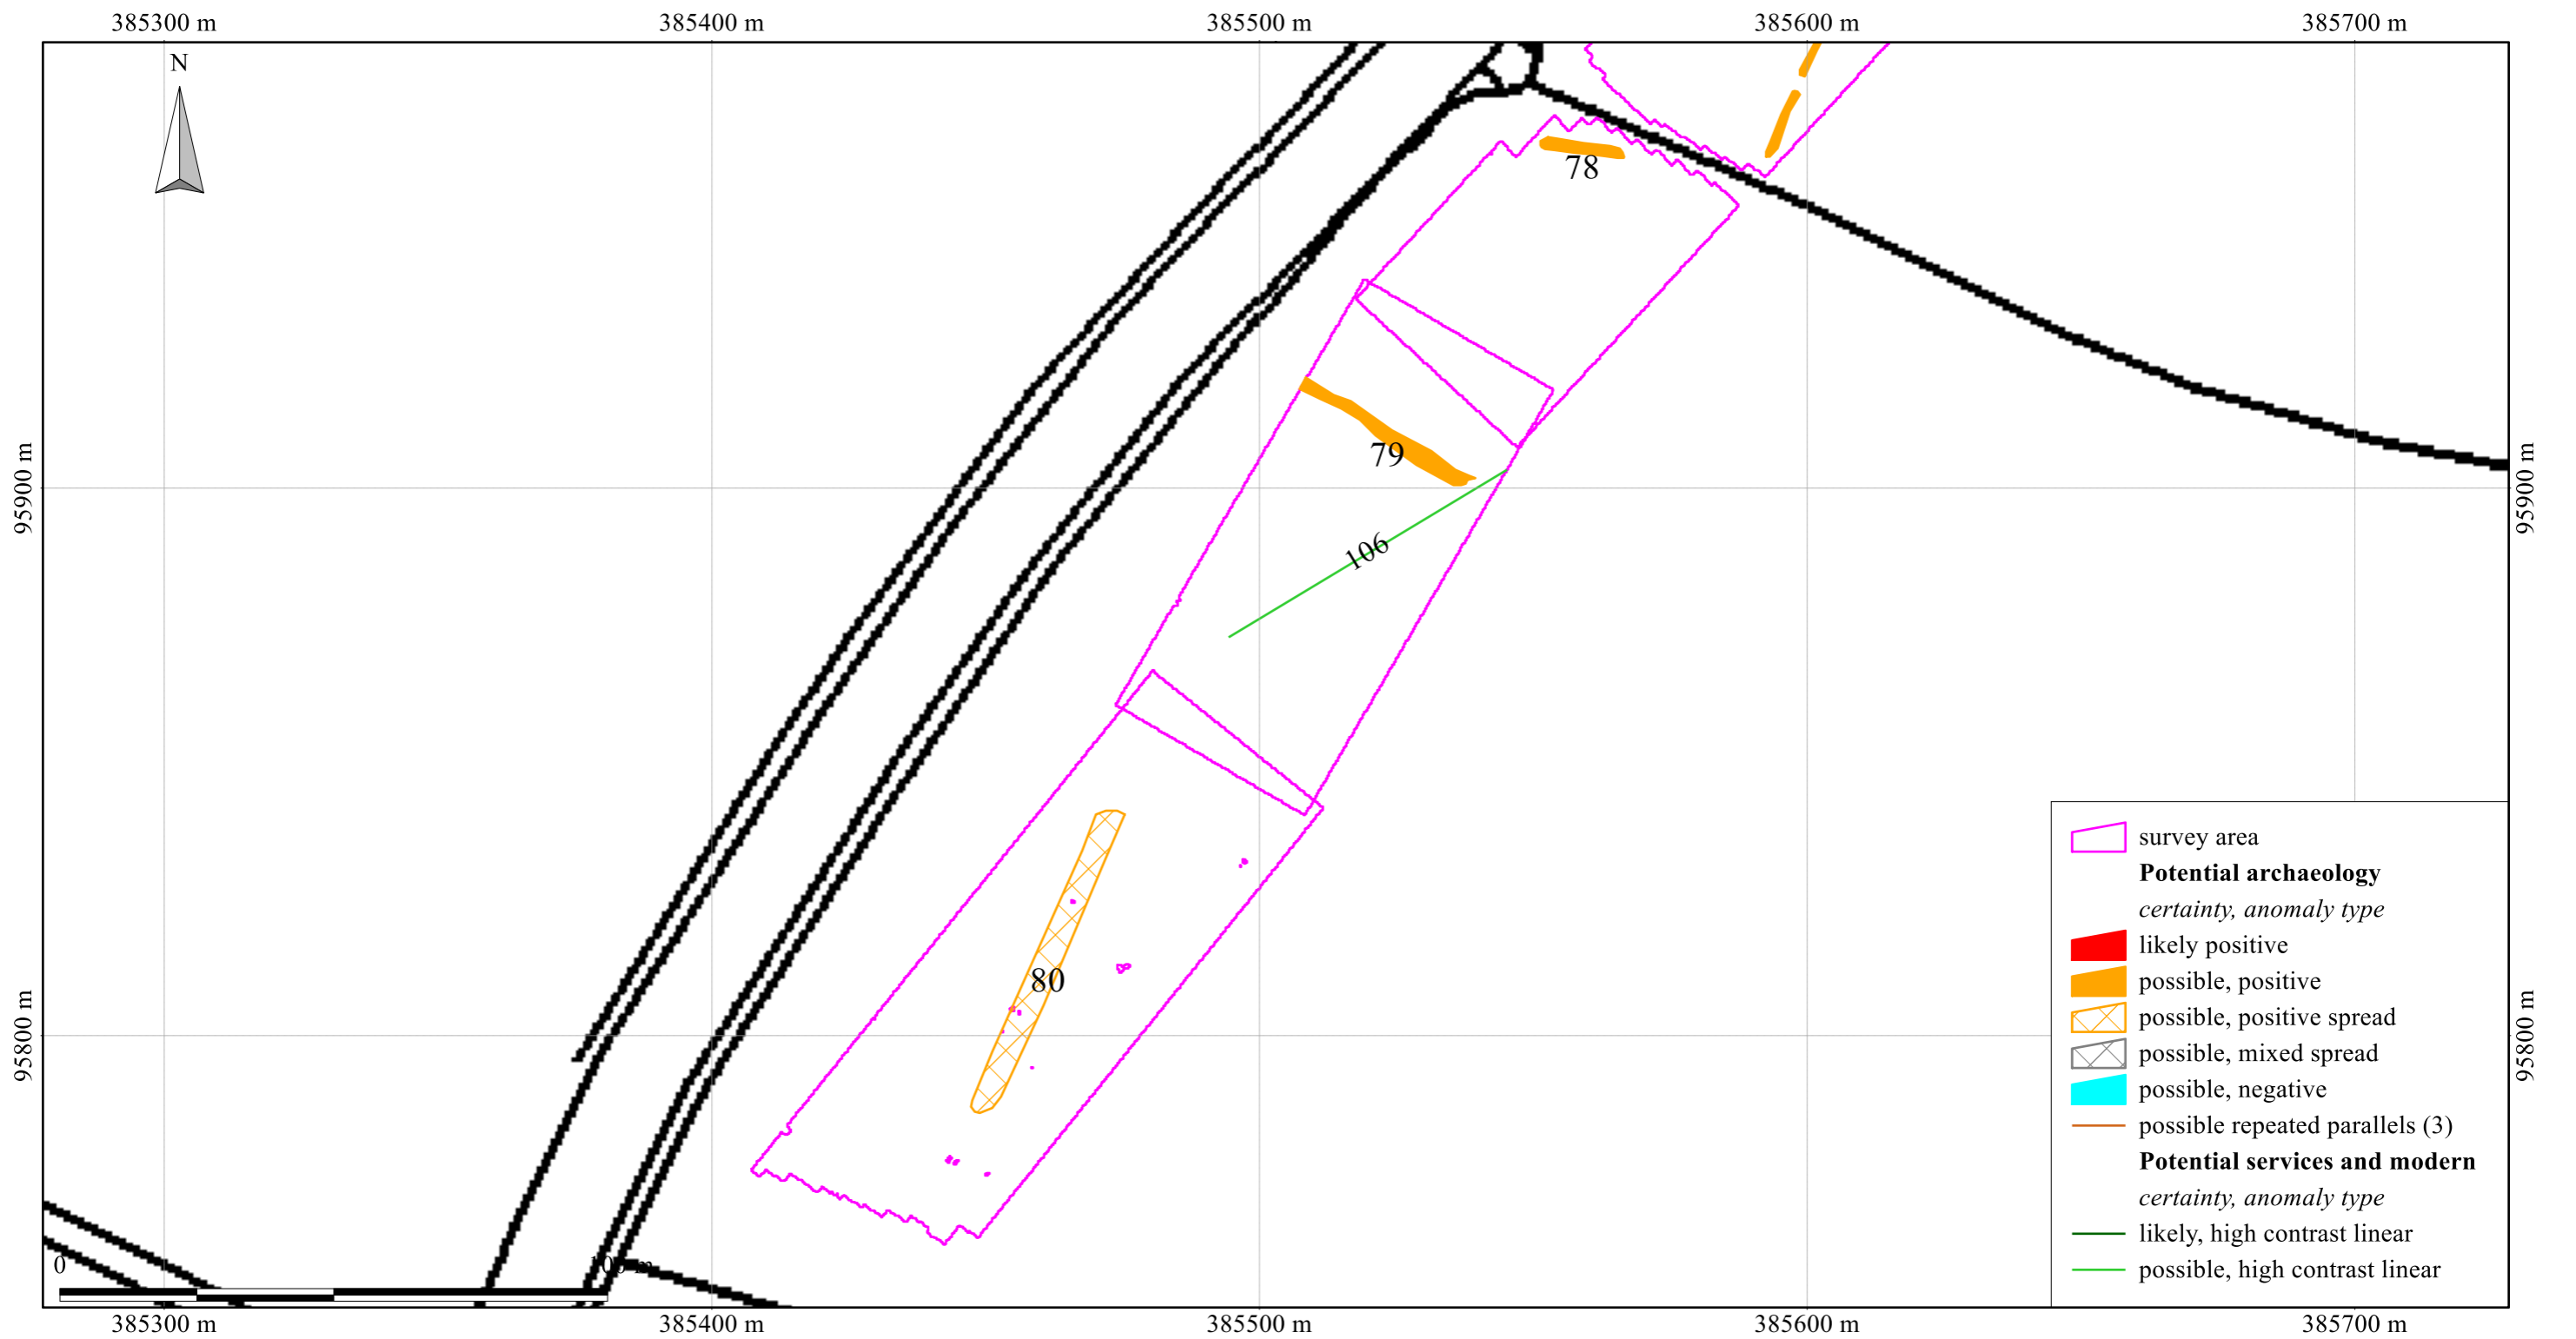 385300 m 385400 m 385500 m 385600 m 385700 m
N
78
79
95900 m 95900 m
106
80
95800 m 95800 m
survey area
Potential archaeology
certainty, anomaly type
likely positive
possible, positive
possible, positive spread
possible, mixed spread
possible, negative
possible repeated parallels (3)
Potential services and modern
certainty, anomaly type
likely, high contrast linear
possible, high contrast linear
0 100 m
385300 m 385400 m 385500 m 385600 m 385700 m